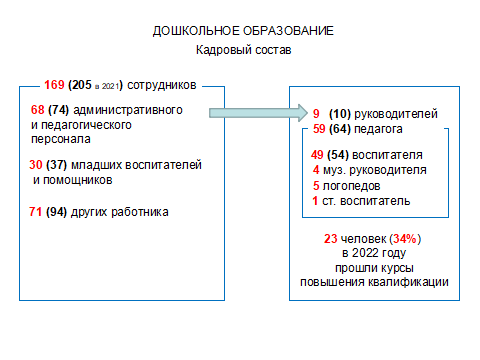 ДОШКОЛЬНОЕ ОБРАЗОВАНИЕ
Кадровый состав
169 (205 в 2021) сотрудников
68 (74) административного
и педагогического
персонала
30 (37) младших воспитателей
и помощников
71 (94) других работника
9 (10) руководителей
59 (64) педагога
49 (54) воспитателя
4 муз. руководителя
5 логопедов
1 ст. воспитатель
23 человек (34%)
в 2022 году
прошли курсы
повышения квалификации